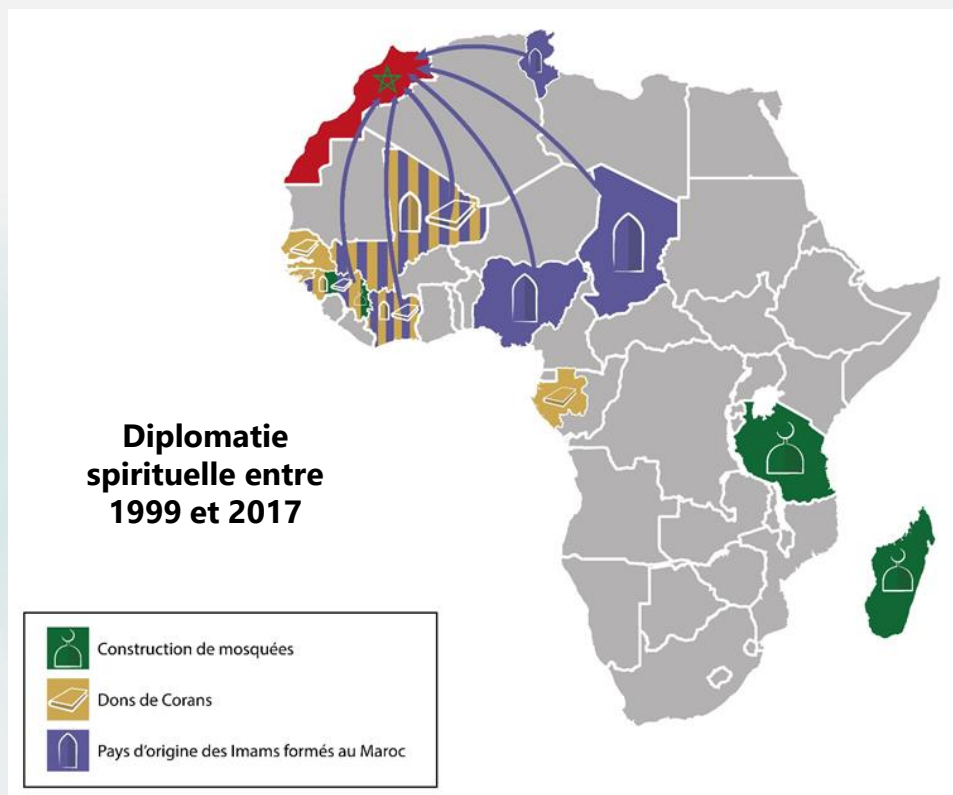 Diplomatie
spirituelle entre
1999 et 2017
Construction de mosquées
Dons de Corans
Pays d'origine des Imams formés au Maroc